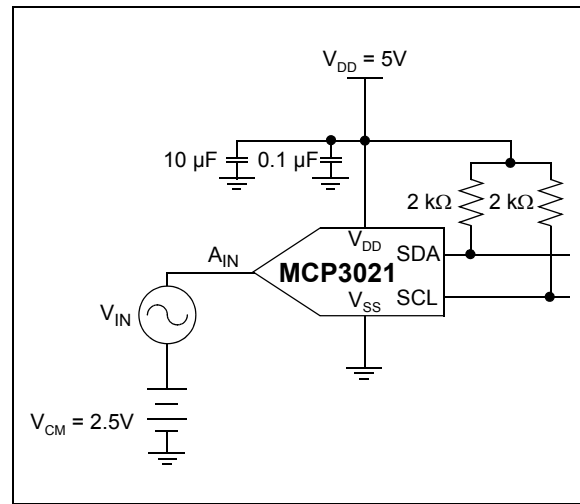 V_DD = 5V
10 µF 0.1 µF
2 kΩ 2 kΩ
V_DD
SDA
A_IN
MCP3021
V_SS
SCL
V_IN
V_CM = 2.5V